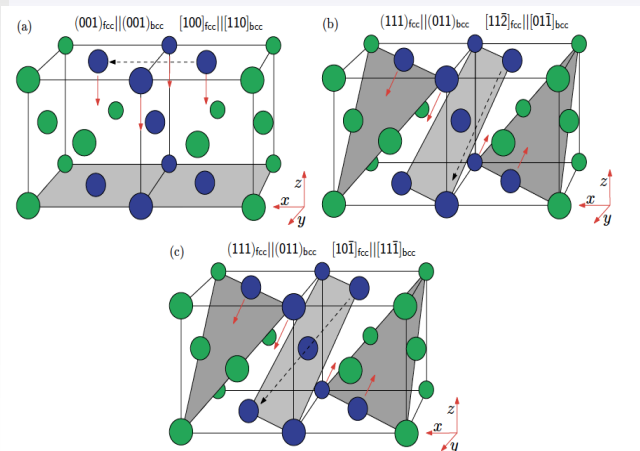 (a) (001)fcc||(001)bcc [100]fcc||[110]bcc
z
x
y
(b) (111)fcc||(011)bcc [112̄]fcc||[011̄]bcc
z
x
y
(c) (111)fcc||(011)bcc [101̄]fcc||[111̄]bcc
z
x
y